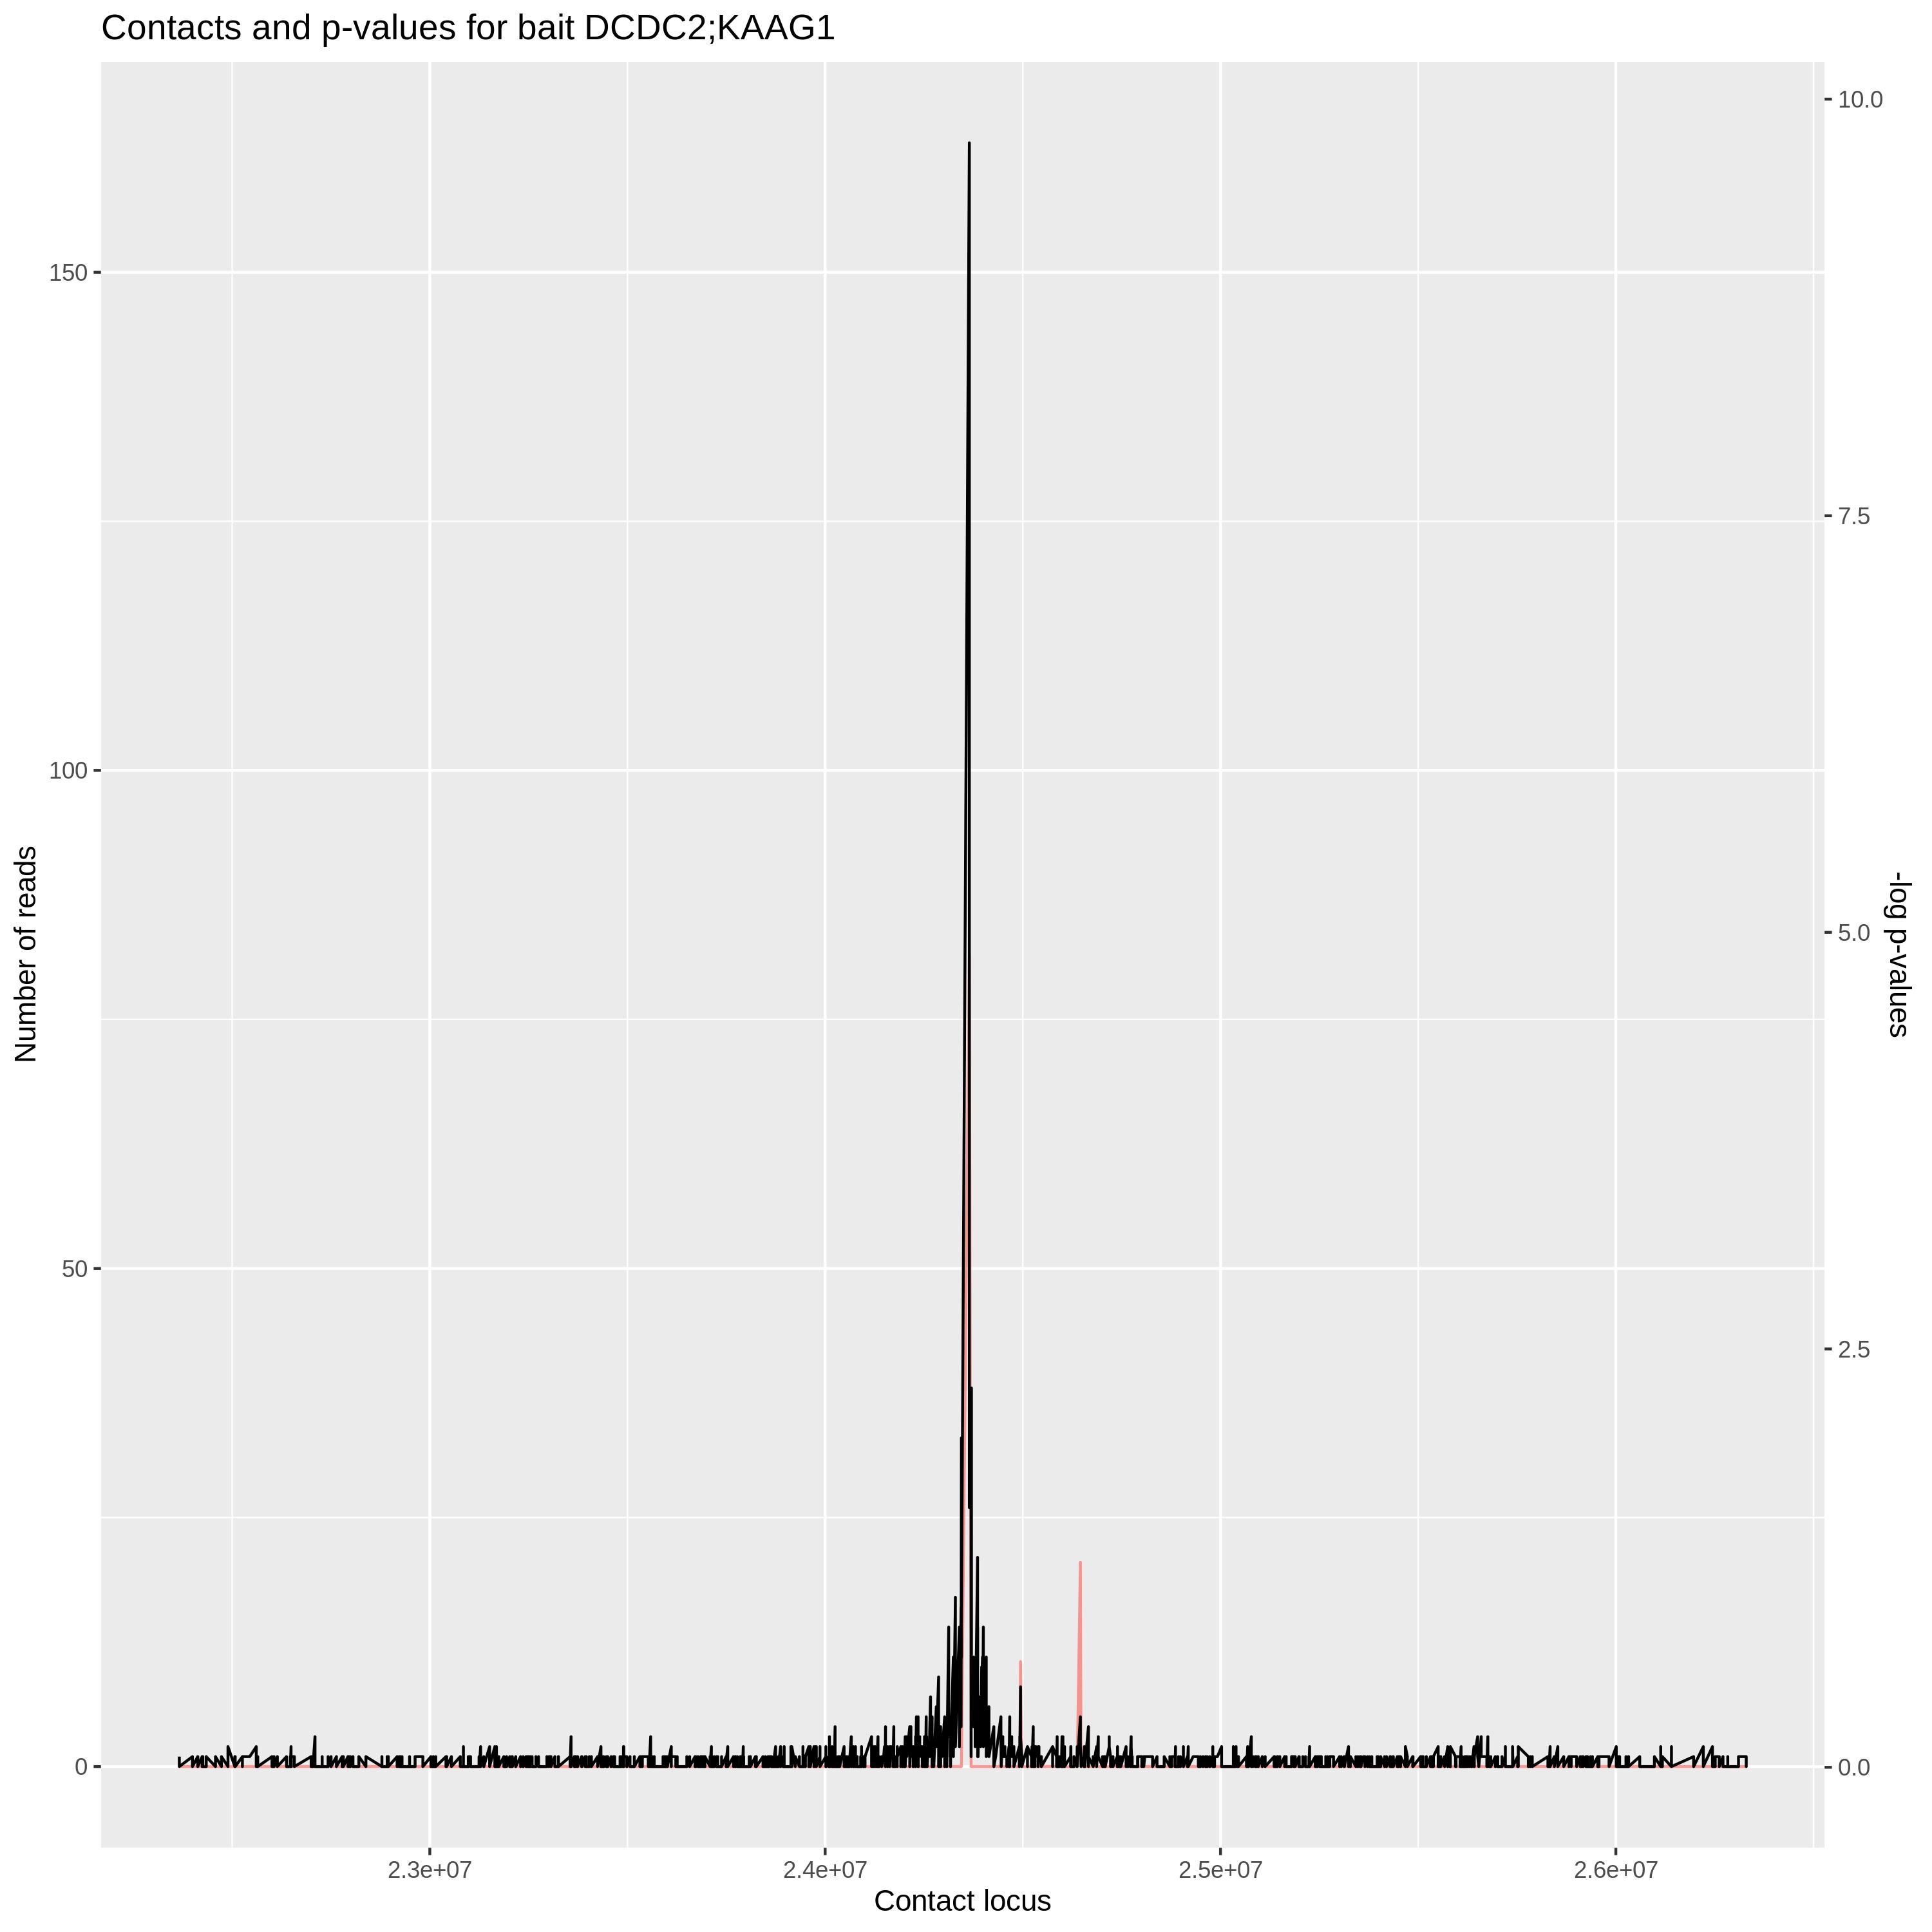 Contacts and p-values for bait DCDC2;KAAG1
10.0
150
7.5
100
5.0
Number of reads
-log p-values
50
2.5
0
0.0
2.3e+07 2.4e+07 2.5e+07 2.6e+07
Contact locus